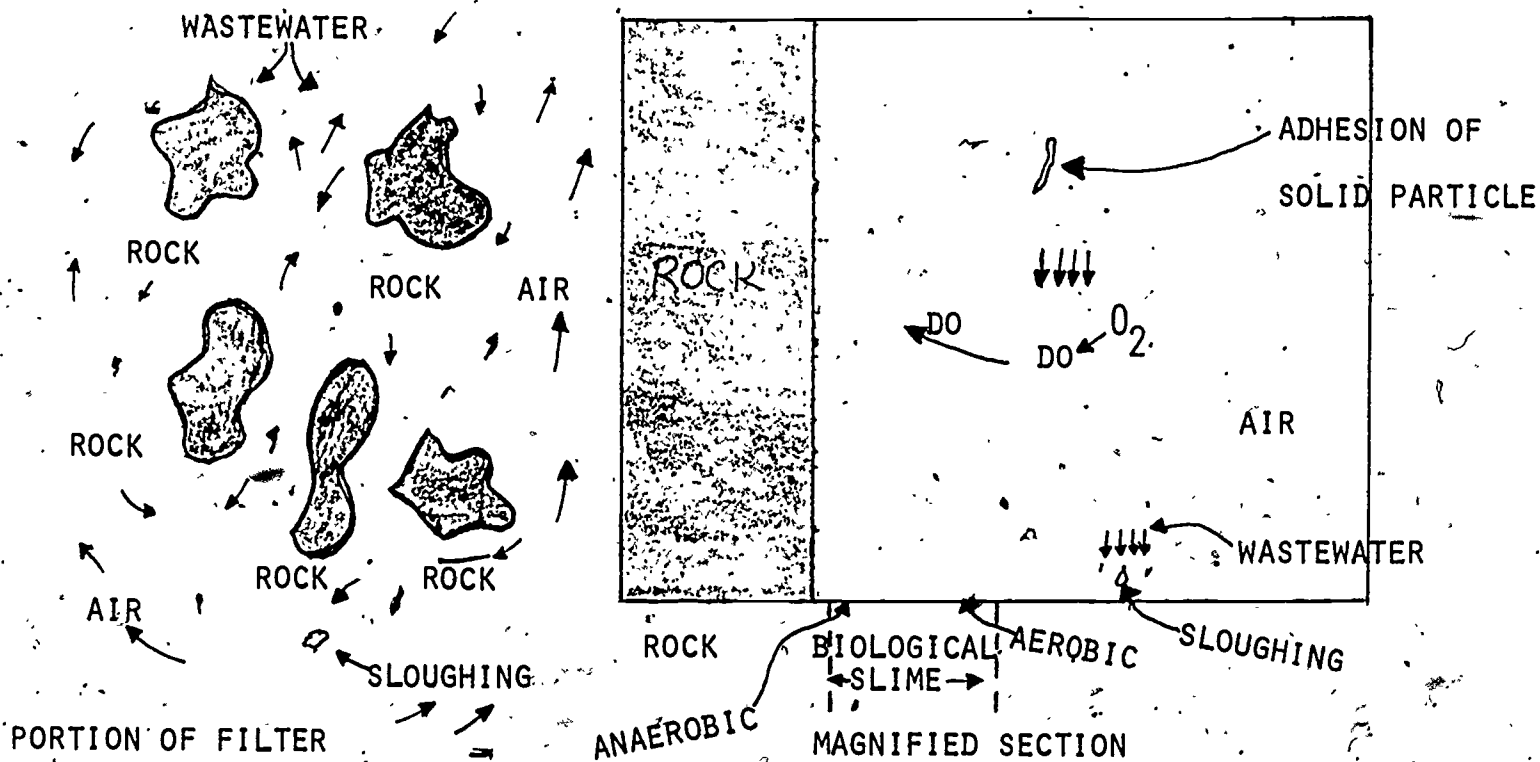 WASTEWATER
ROCK
ROCK
AIR
ROCK
ROCK
ROCK
AIR
SLOUGHING
PORTION OF FILTER
ROCK
ADHESION OF
SOLID PARTICLE
DO
O2
DO
AIR
WASTEWATER
ROCK
BIOLOGICAL
SLIME
AEROBIC
SLOUGHING
ANAEROBIC
MAGNIFIED SECTION